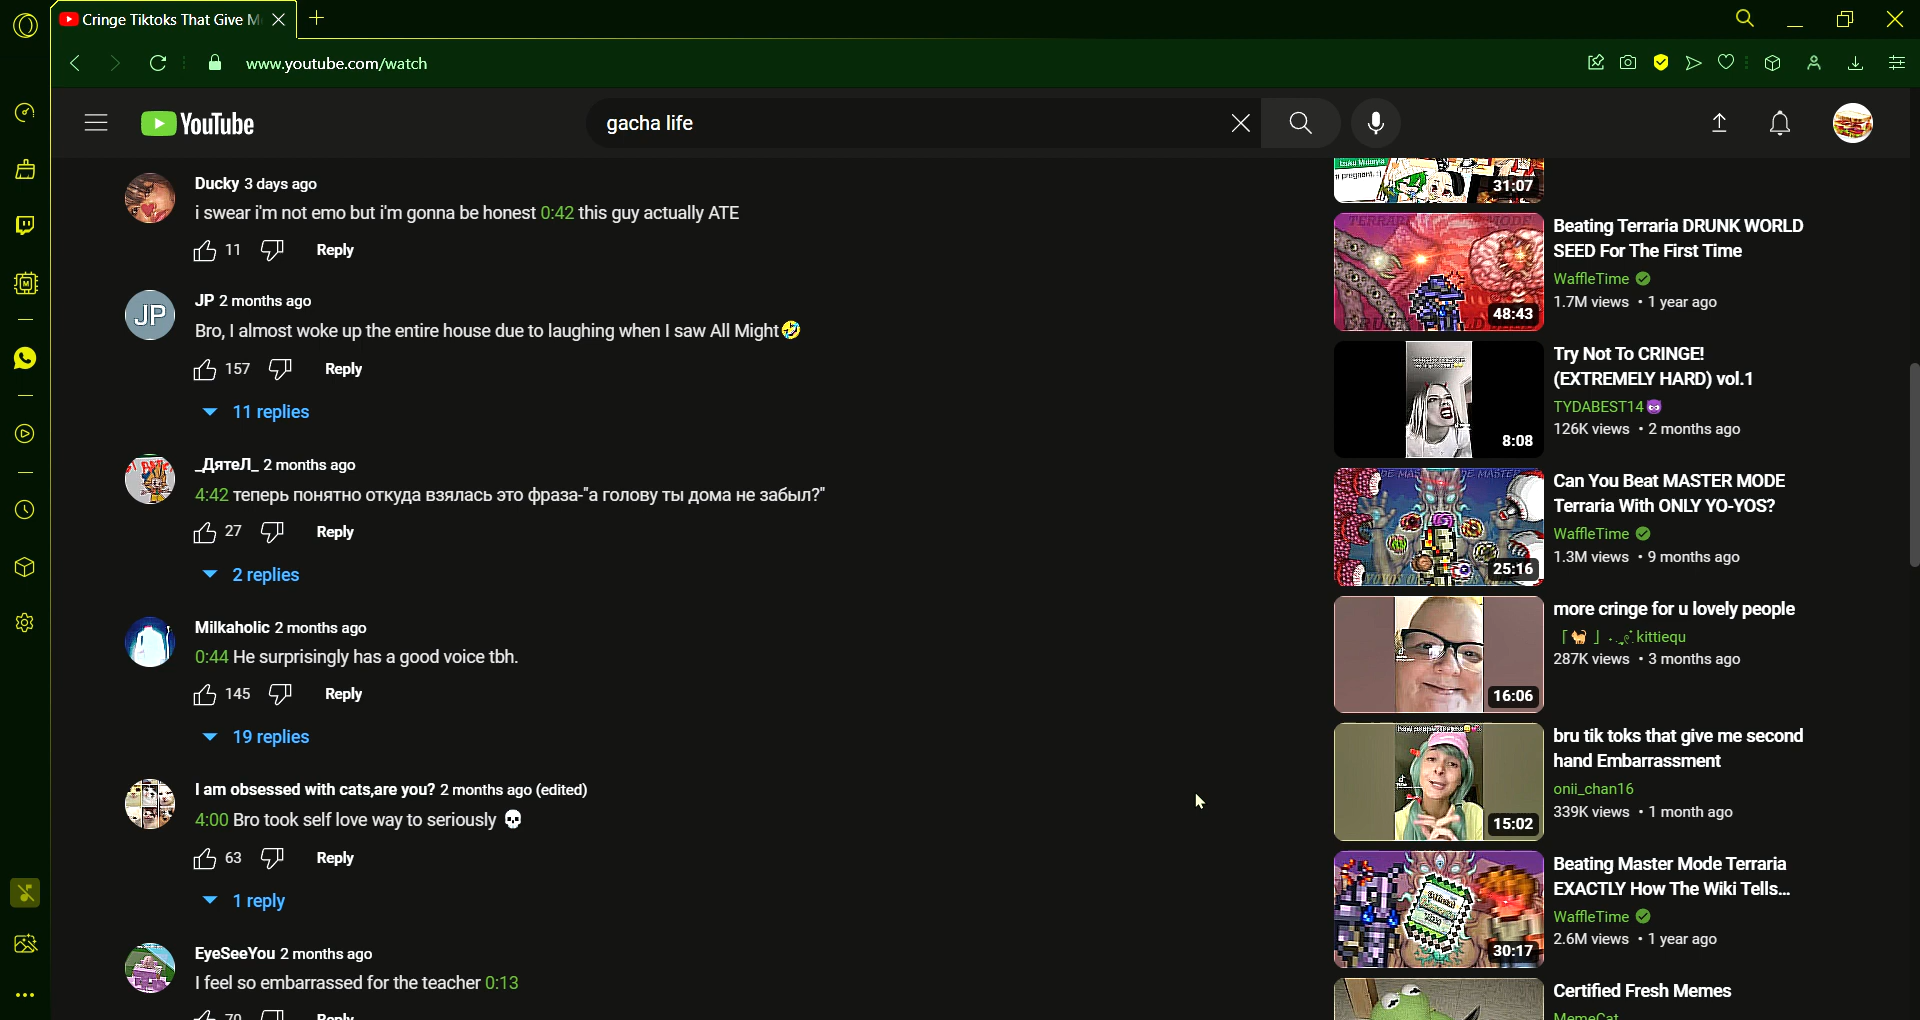 Cringe Tiktoks That Give M
www.youtube.com/watch
YouTube
gacha life
Ducky 3 days ago
i swear i'm not emo but i'm gonna be honest 0:42 this guy actually ATE
11 Reply
JP
JP 2 months ago
Bro, I almost woke up the entire house due to laughing when I saw All Might🤣
157 Reply
11 replies
_ДятеЛ_ 2 months ago
4:42 теперь понятно откуда взялась это фраза-"а голову ты дома не забыл?"
27 Reply
2 replies
Milkaholic 2 months ago
0:44 He surprisingly has a good voice tbh.
145 Reply
19 replies
I am obsessed with cats,are you? 2 months ago (edited)
4:00 Bro took self love way to seriously 💀
63 Reply
1 reply
EyeSeeYou 2 months ago
I feel so embarrassed for the teacher 0:13
70 Reply
31:07
48:43
Beating Terraria DRUNK WORLD
SEED For The First Time
WaffleTime
1.7M views • 1 year ago
8:08
Try Not To CRINGE!
(EXTREMELY HARD) vol.1
TYDABEST14😈
126K views • 2 months ago
25:16
Can You Beat MASTER MODE
Terraria With ONLY YO-YOS?
WaffleTime
1.3M views • 9 months ago
16:06
more cringe for u lovely people
kittiequ
287K views • 3 months ago
15:02
bru tik toks that give me second
hand Embarrassment
onii_chan16
339K views • 1 month ago
30:17
Beating Master Mode Terraria
EXACTLY How The Wiki Tells...
WaffleTime
2.6M views • 1 year ago
Certified Fresh Memes
MemeCat